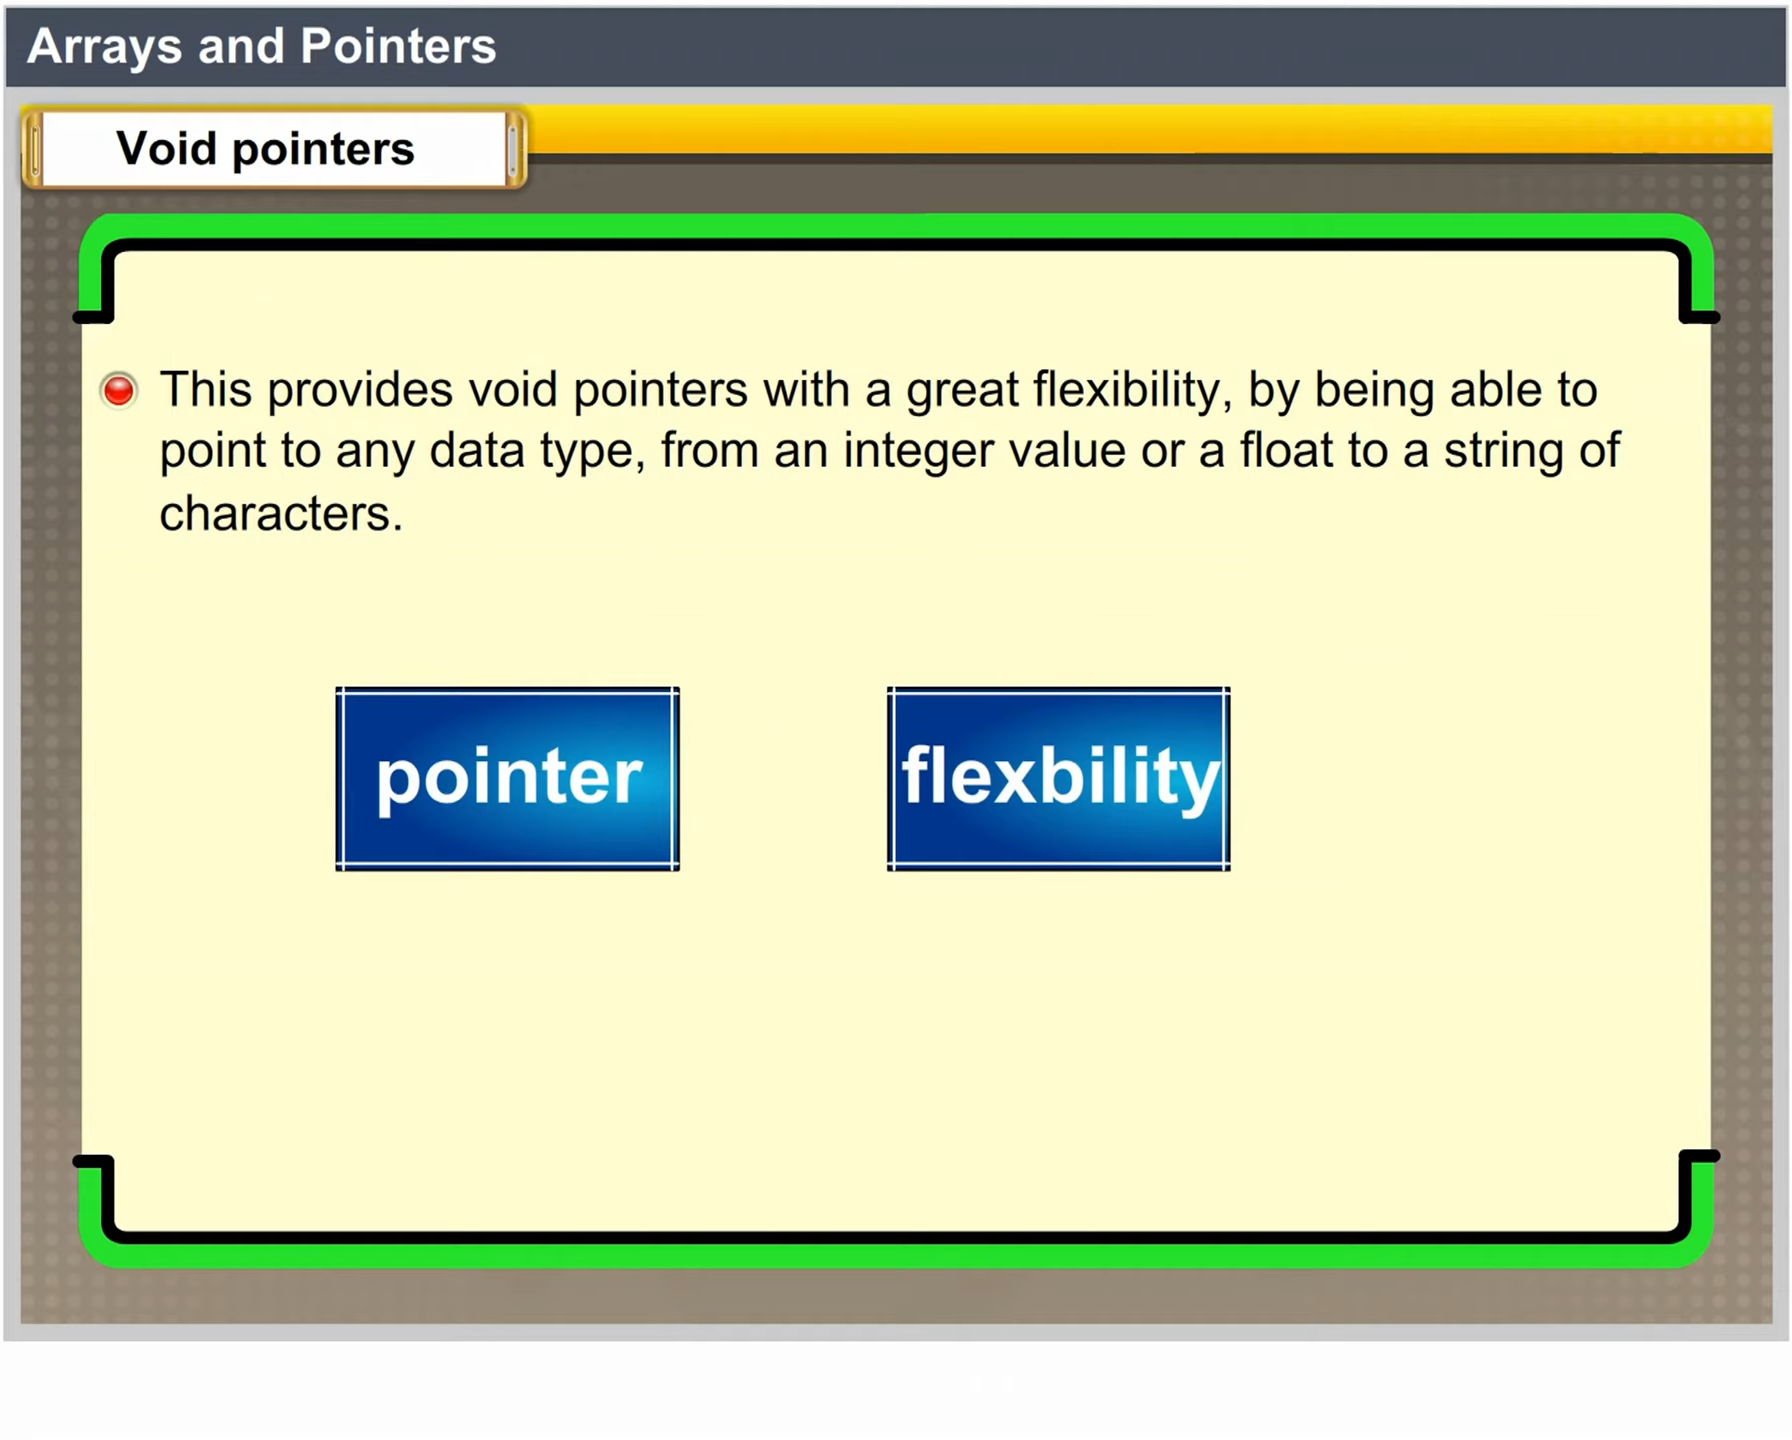 Arrays and Pointers
Void pointers
This provides void pointers with a great flexibility, by being able to
point to any data type, from an integer value or a float to a string of
characters.
pointer
flexbility